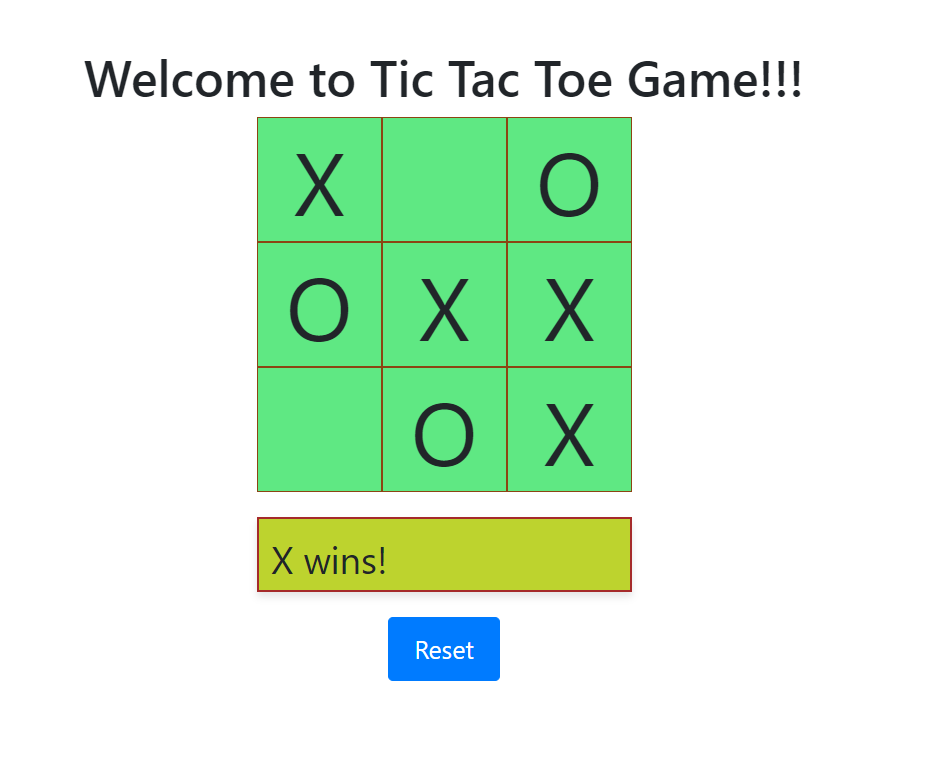 Welcome to Tic Tac Toe Game!!!
X O
O X X
O X
X wins!
Reset